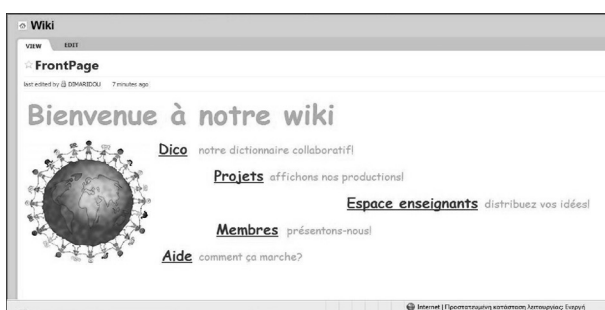 Wiki
VIEW EDIT
FrontPage
last edited by DIMARIDOU 7 minutes ago
Bienvenue à notre wiki
Dico notre dictionnaire collaboratif!
Projets affichons nos productions!
Espace enseignants distribuez vos idées!
Membres présentons-nous!
Aide comment ça marche?
Internet | Προστατευμένη κατάσταση λειτουργίας: Ενεργή